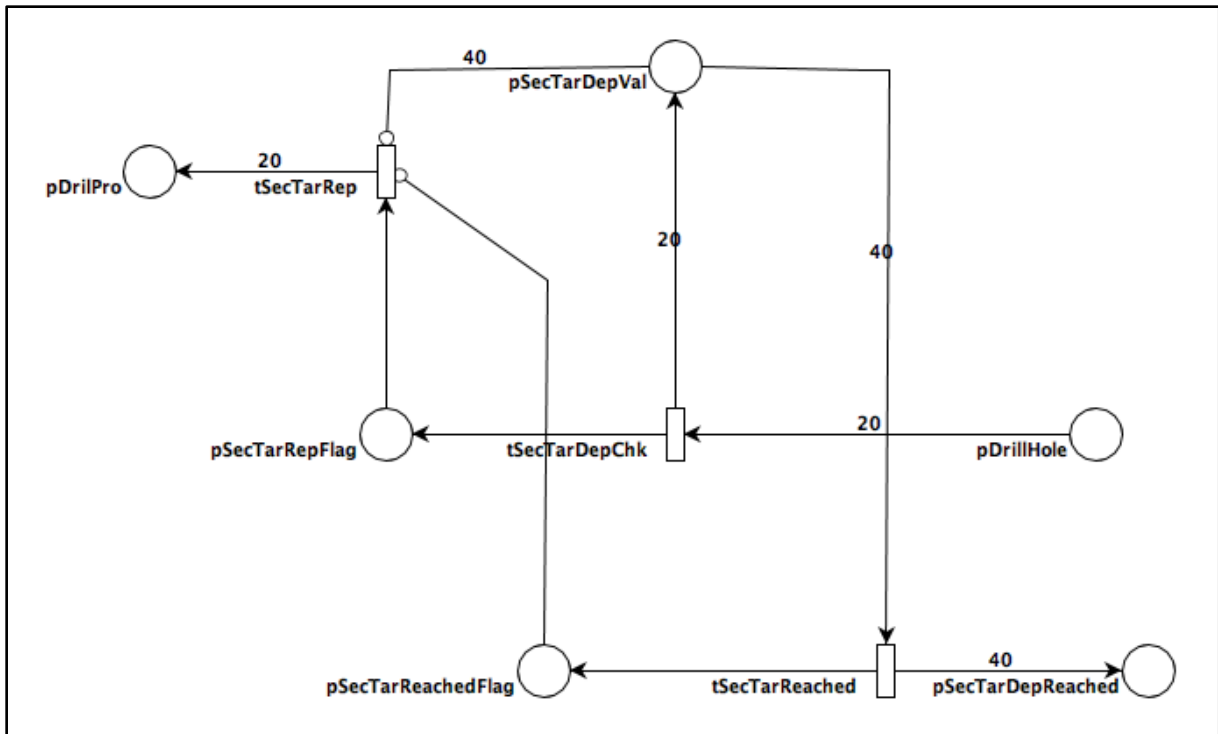 40
pSecTarDepVal
20
pDrilPro
tSecTarRep
20
40
20
pSecTarRepFlag
tSecTarDepChk
pDrillHole
40
pSecTarReachedFlag
tSecTarReached
pSecTarDepReached